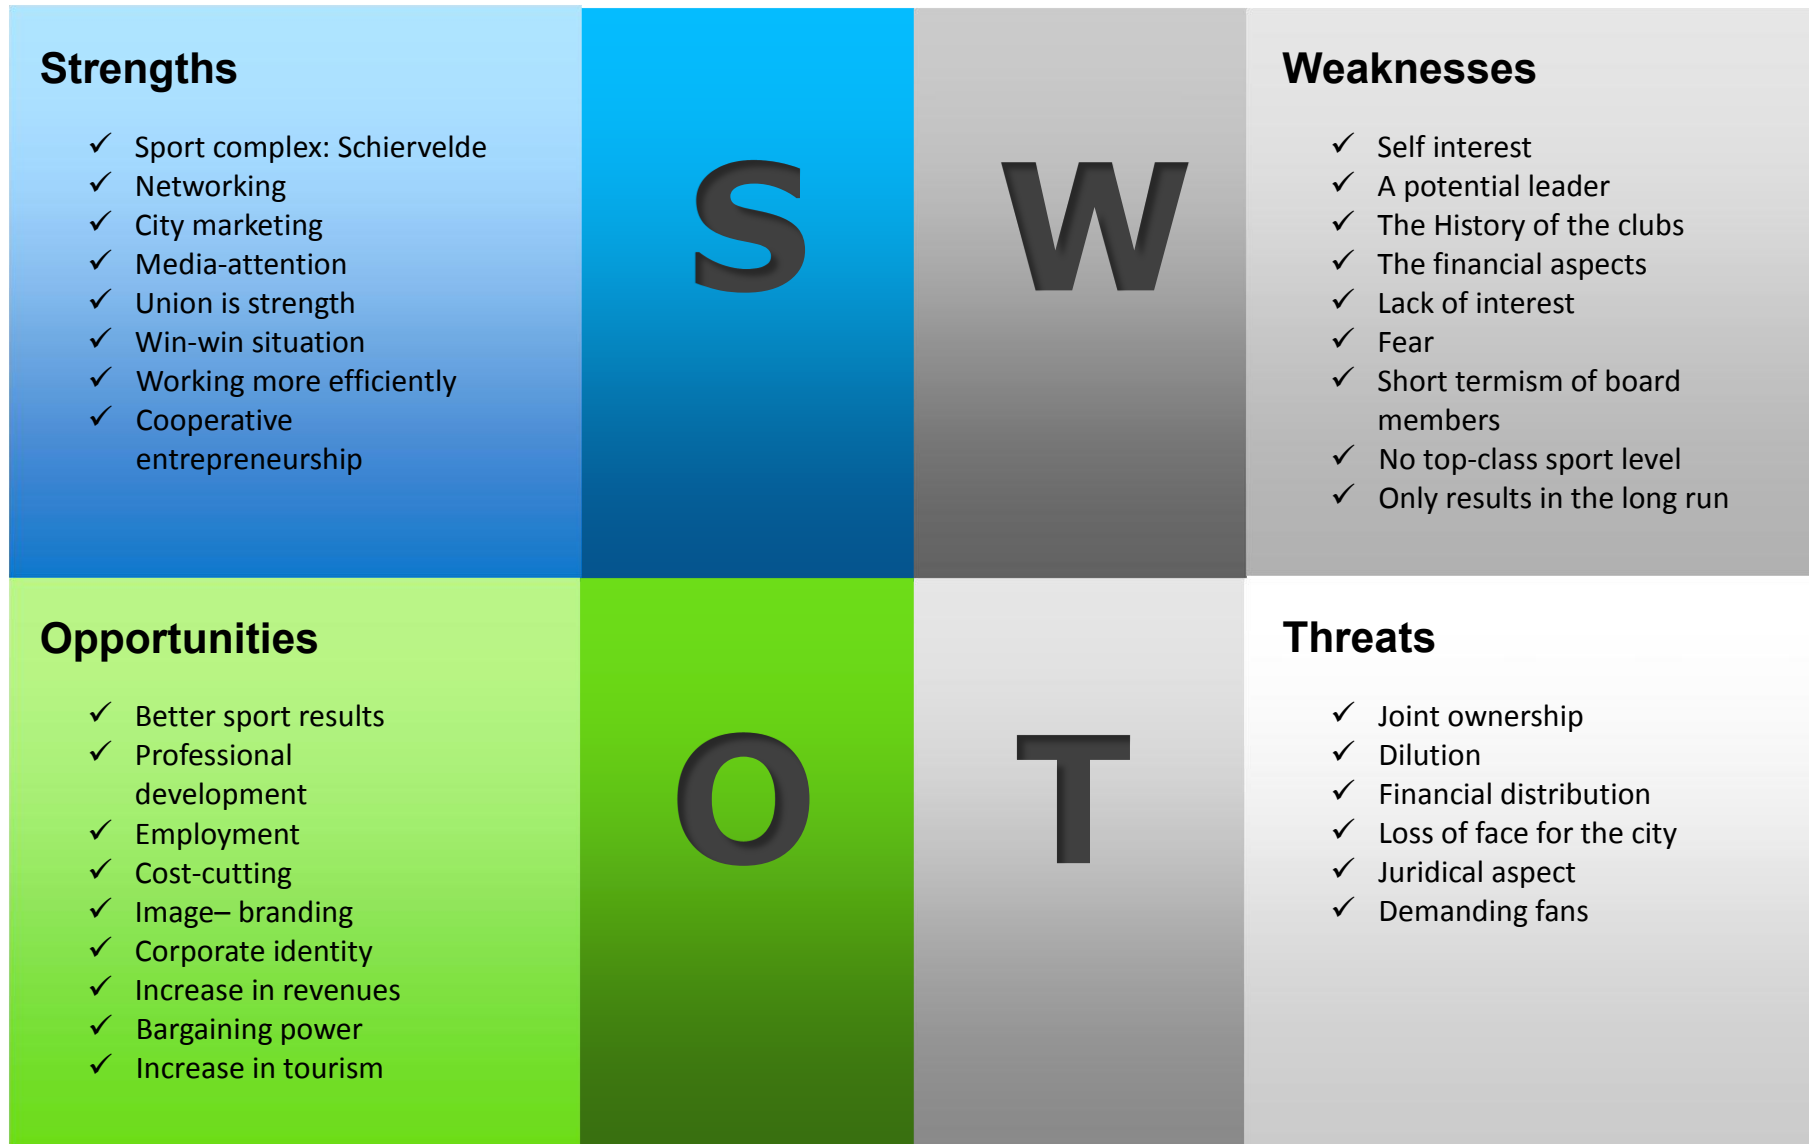 Strengths
✓ Sport complex: Schiervelde
✓ Networking
✓ City marketing
✓ Media-attention
✓ Union is strength
✓ Win-win situation
✓ Working more efficiently
✓ Cooperative
entrepreneurship
S
W
Weaknesses
✓ Self interest
✓ A potential leader
✓ The History of the clubs
✓ The financial aspects
✓ Lack of interest
✓ Fear
✓ Short termism of board
members
✓ No top-class sport level
✓ Only results in the long run
Opportunities
✓ Better sport results
✓ Professional
development
✓ Employment
✓ Cost-cutting
✓ Image– branding
✓ Corporate identity
✓ Increase in revenues
✓ Bargaining power
✓ Increase in tourism
O
T
Threats
✓ Joint ownership
✓ Dilution
✓ Financial distribution
✓ Loss of face for the city
✓ Juridical aspect
✓ Demanding fans